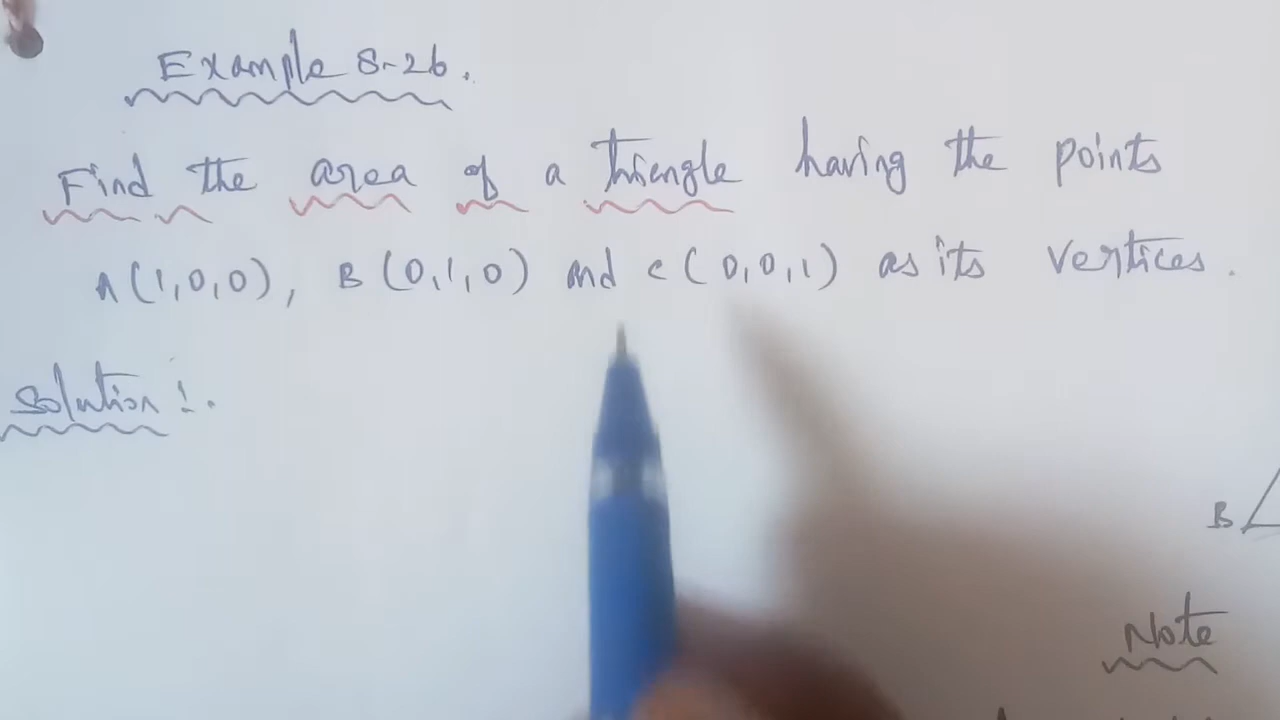 Example 8.26.
Find the area of a triangle having the points
A(1,0,0), B(0,1,0) and C(0,0,1) as its vertices.
Solution :.
B
Note